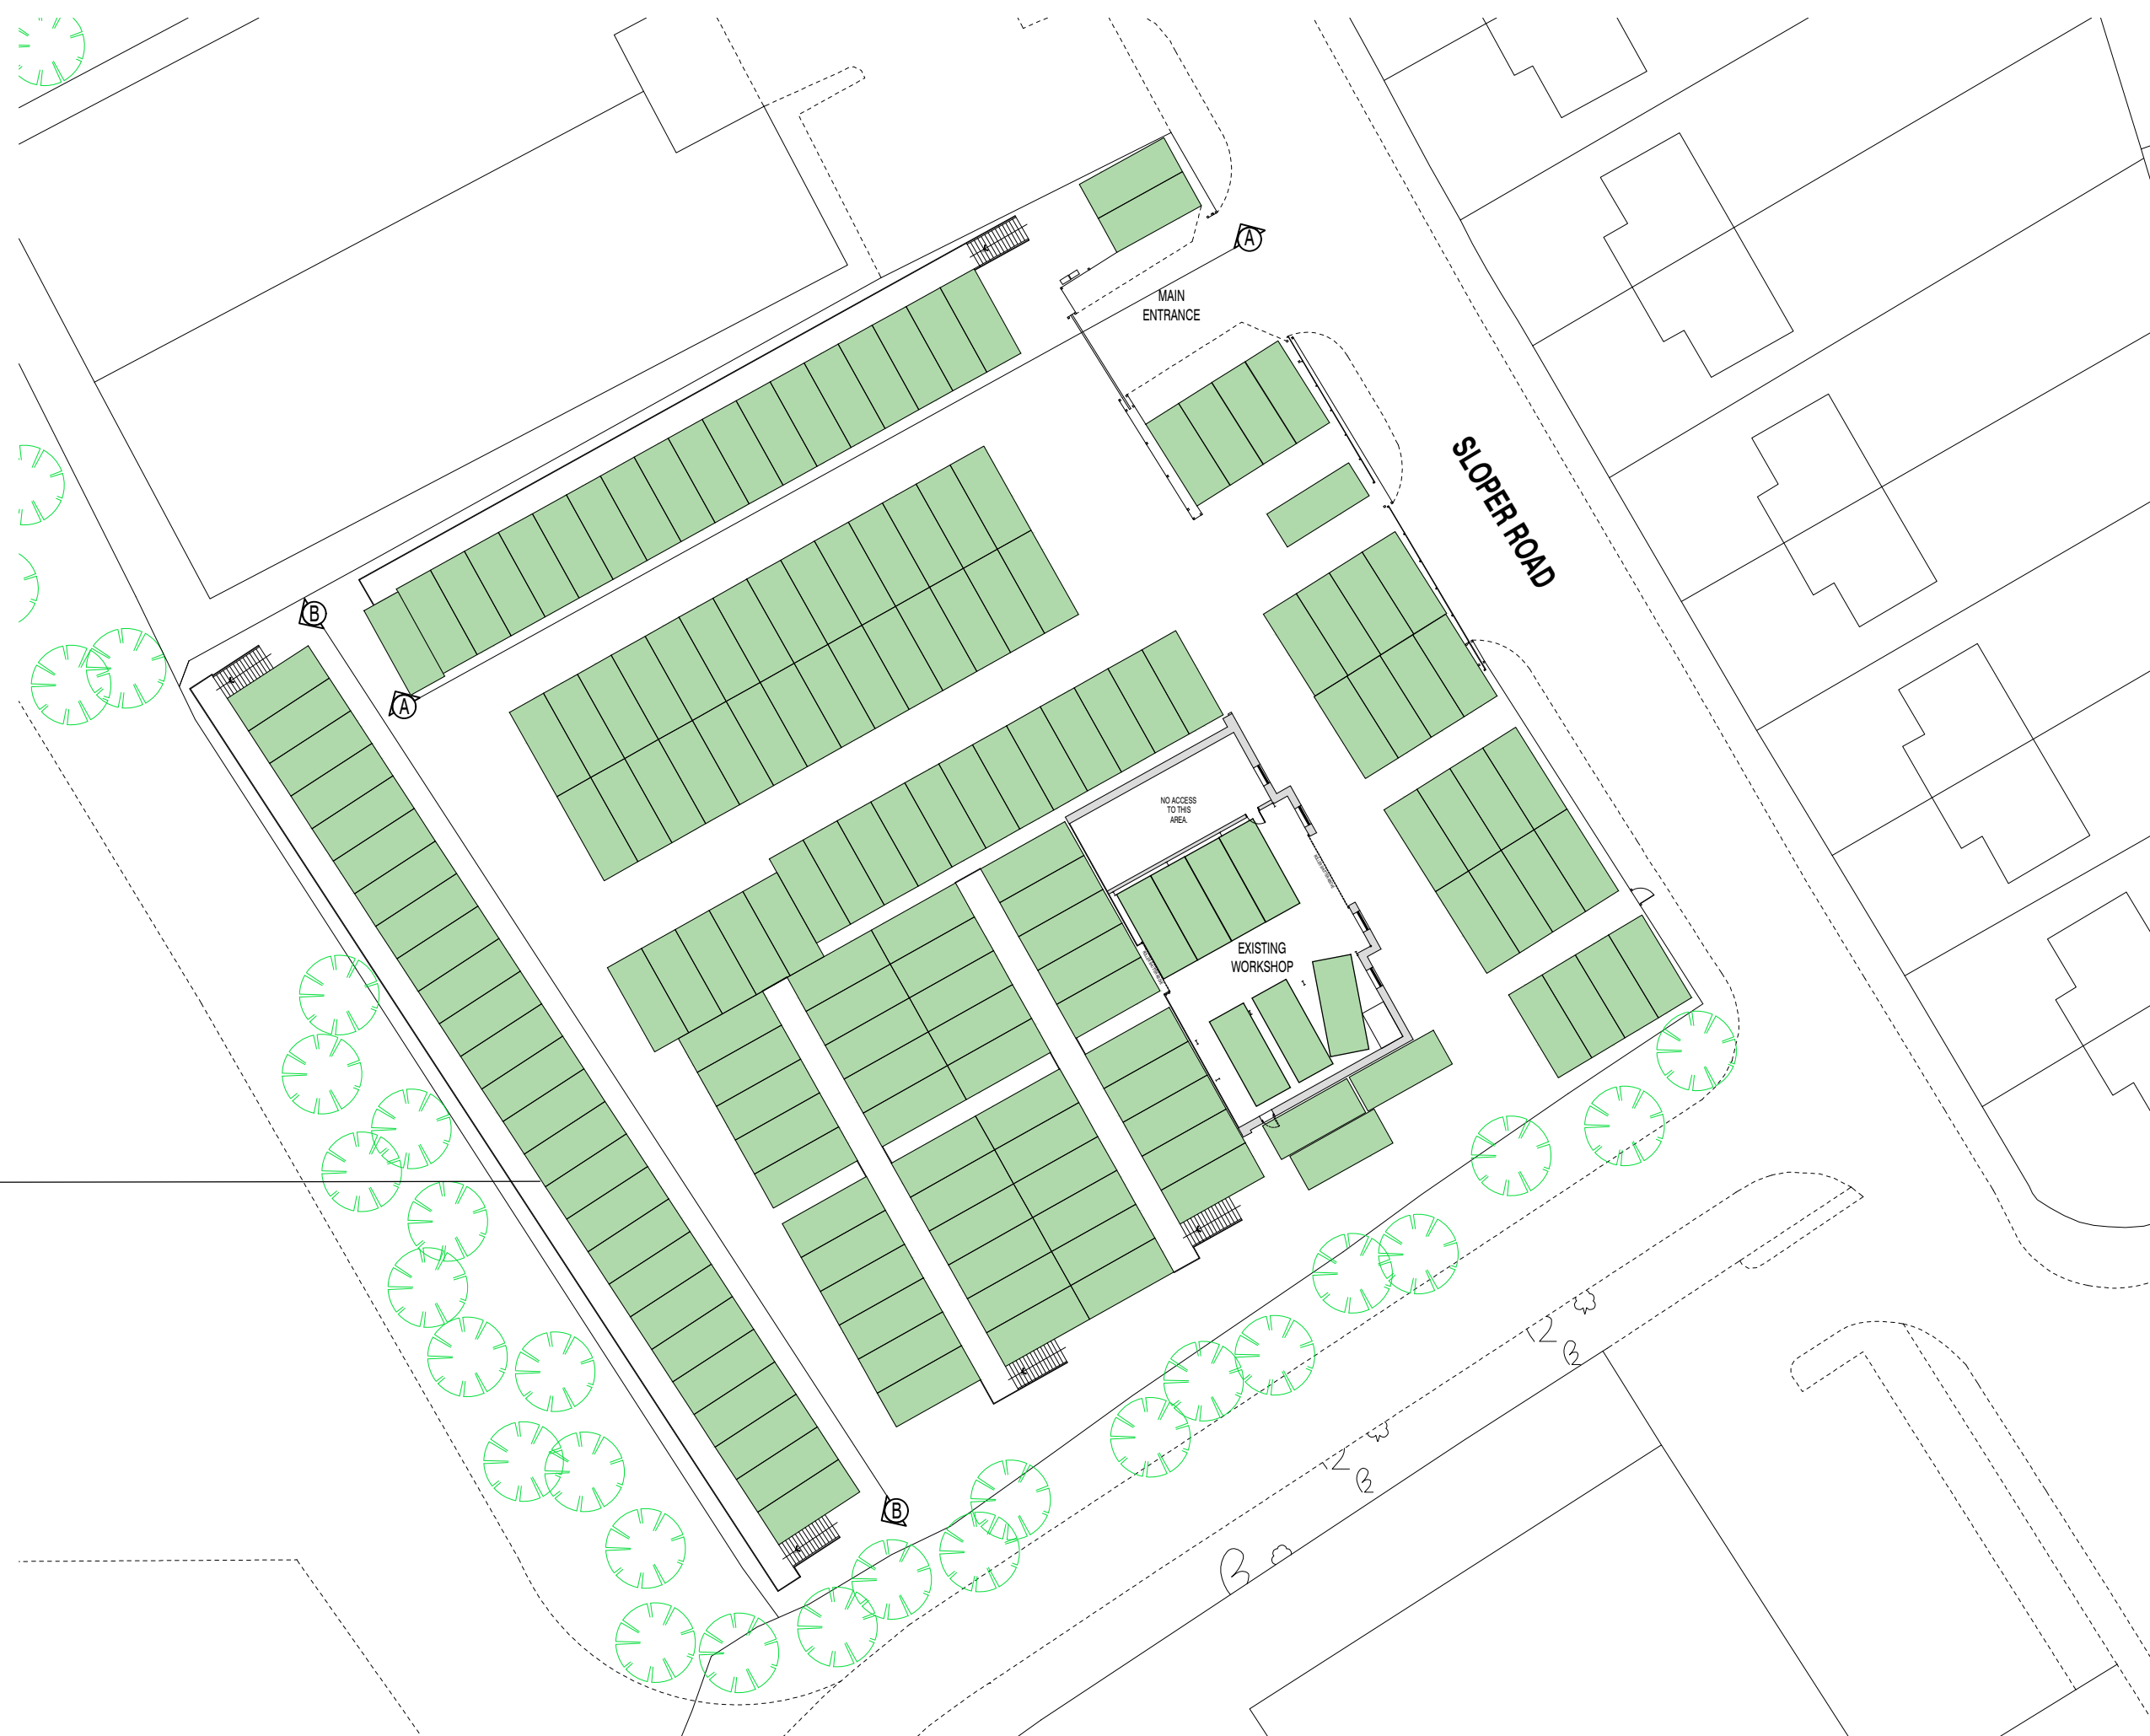 A
MAIN
ENTRANCE
SLOPER ROAD
B
A
NO ACCESS
TO THIS
AREA.
EXISTING
WORKSHOP
B